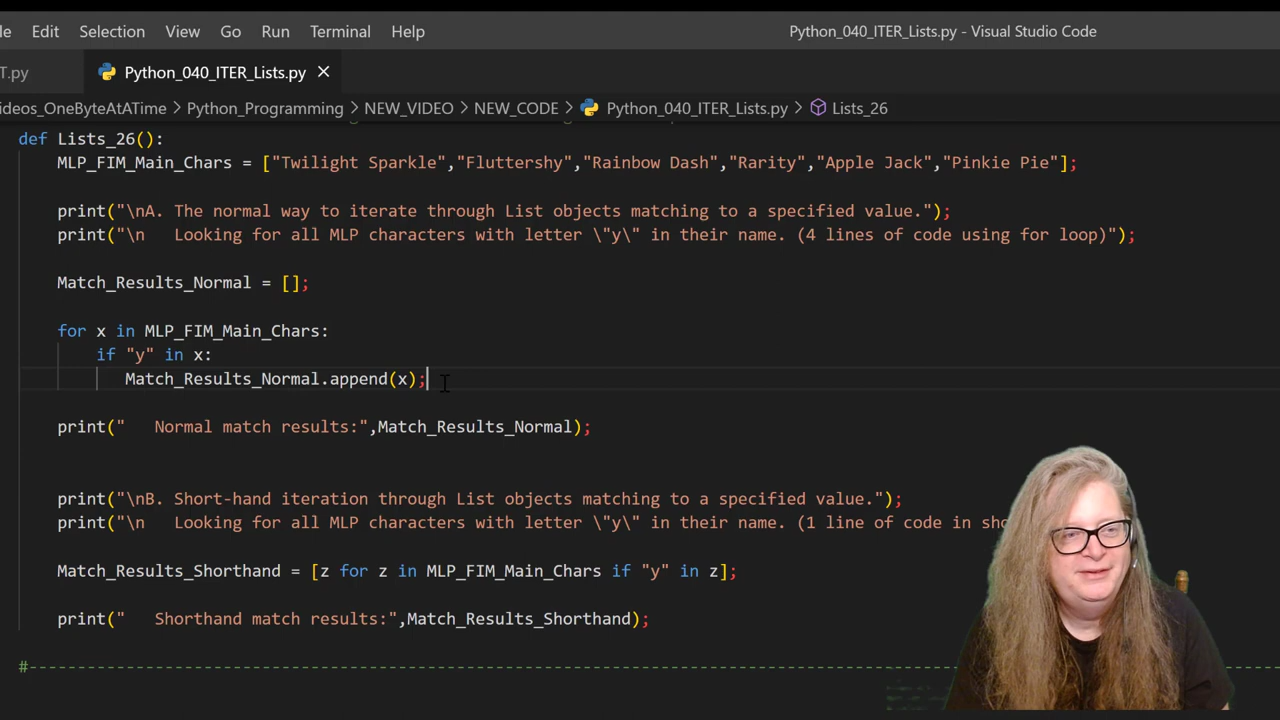 Edit Selection View Go Run Terminal Help Python_040_ITER_Lists.py - Visual Studio Code
T.py Python_040_ITER_Lists.py
NEW_VIDEO > NEW_CODE > Python_040_ITER_Lists.py > Lists_26
def Lists_26():
MLP_FIM_Main_Chars = ["Twilight Sparkle","Fluttershy","Rainbow Dash","Rarity","Apple Jack","Pinkie Pie"];
print("\nA. The normal way to iterate through List objects matching to a specified value.");
print("\n   Looking for all MLP characters with letter \"y\" in their name. (4 lines of code using for loop)");
Match_Results_Normal = [];
for x in MLP_FIM_Main_Chars:
if "y" in x:
Match_Results_Normal.append(x);
print("   Normal match results:",Match_Results_Normal);
print("\nB. Short-hand iteration through List objects matching to a specified value.");
print("\n   Looking for all MLP characters with letter \"y\" in their name. (1 line of code in
Match_Results_Shorthand = [z for z in MLP_FIM_Main_Chars if "y" in z];
print("   Shorthand match results:",Match_Results_Shorthand);